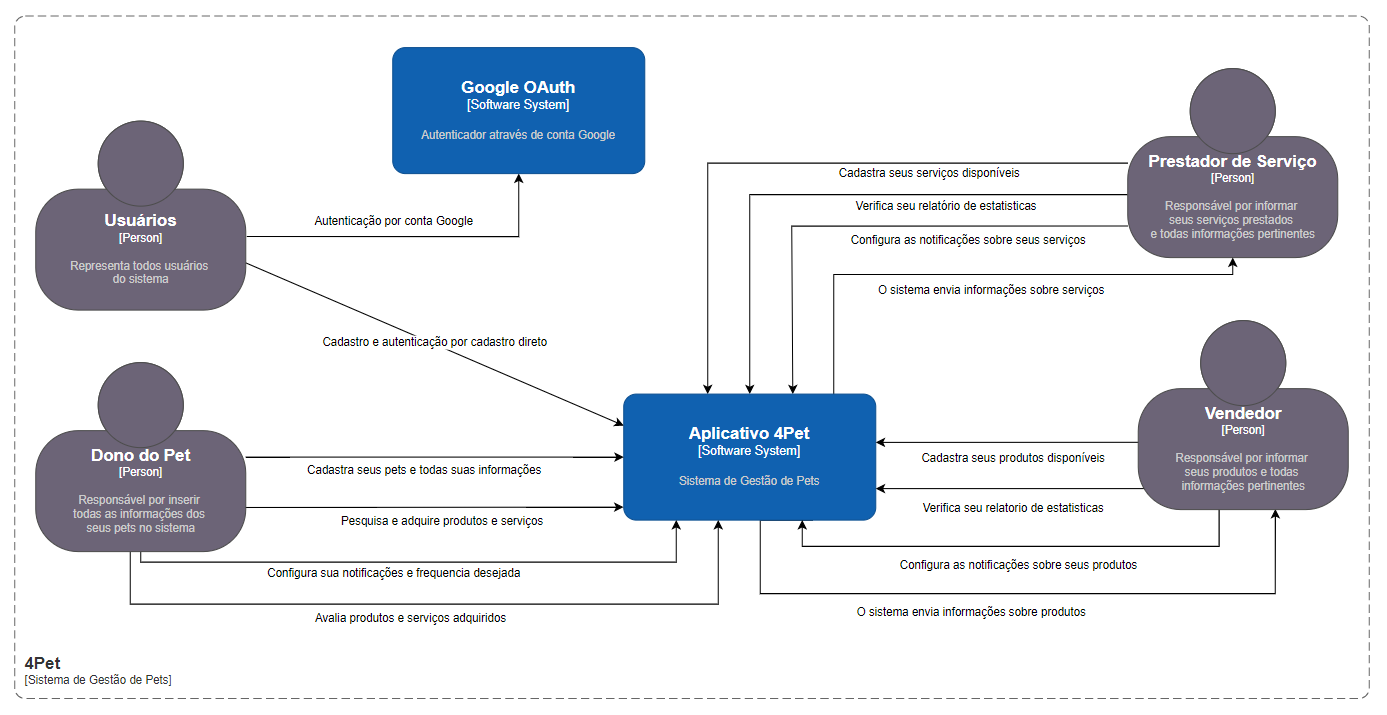 Google OAuth
[Software System]
Autenticador através de conta Google
Usuários
[Person]
Representa todos usuários
do sistema
Autenticação por conta Google
Cadastro e autenticação por cadastro direto
Prestador de Serviço
[Person]
Responsável por informar
seus serviços prestados
e todas informações pertinentes
Cadastra seus serviços disponíveis
Verifica seu relatório de estatisticas
Configura as notificações sobre seus serviços
O sistema envia informações sobre serviços
Dono do Pet
[Person]
Responsável por inserir
todas as informações dos
seus pets no sistema
Cadastra seus pets e todas suas informações
Pesquisa e adquire produtos e serviços
Configura sua notificações e frequencia desejada
Avalia produtos e serviços adquiridos
Aplicativo 4Pet
[Software System]
Sistema de Gestão de Pets
Vendedor
[Person]
Responsável por informar
seus produtos e todas
informações pertinentes
Cadastra seus produtos disponíveis
Verifica seu relatorio de estatisticas
Configura as notificações sobre seus produtos
O sistema envia informações sobre produtos
4Pet
[Sistema de Gestão de Pets]